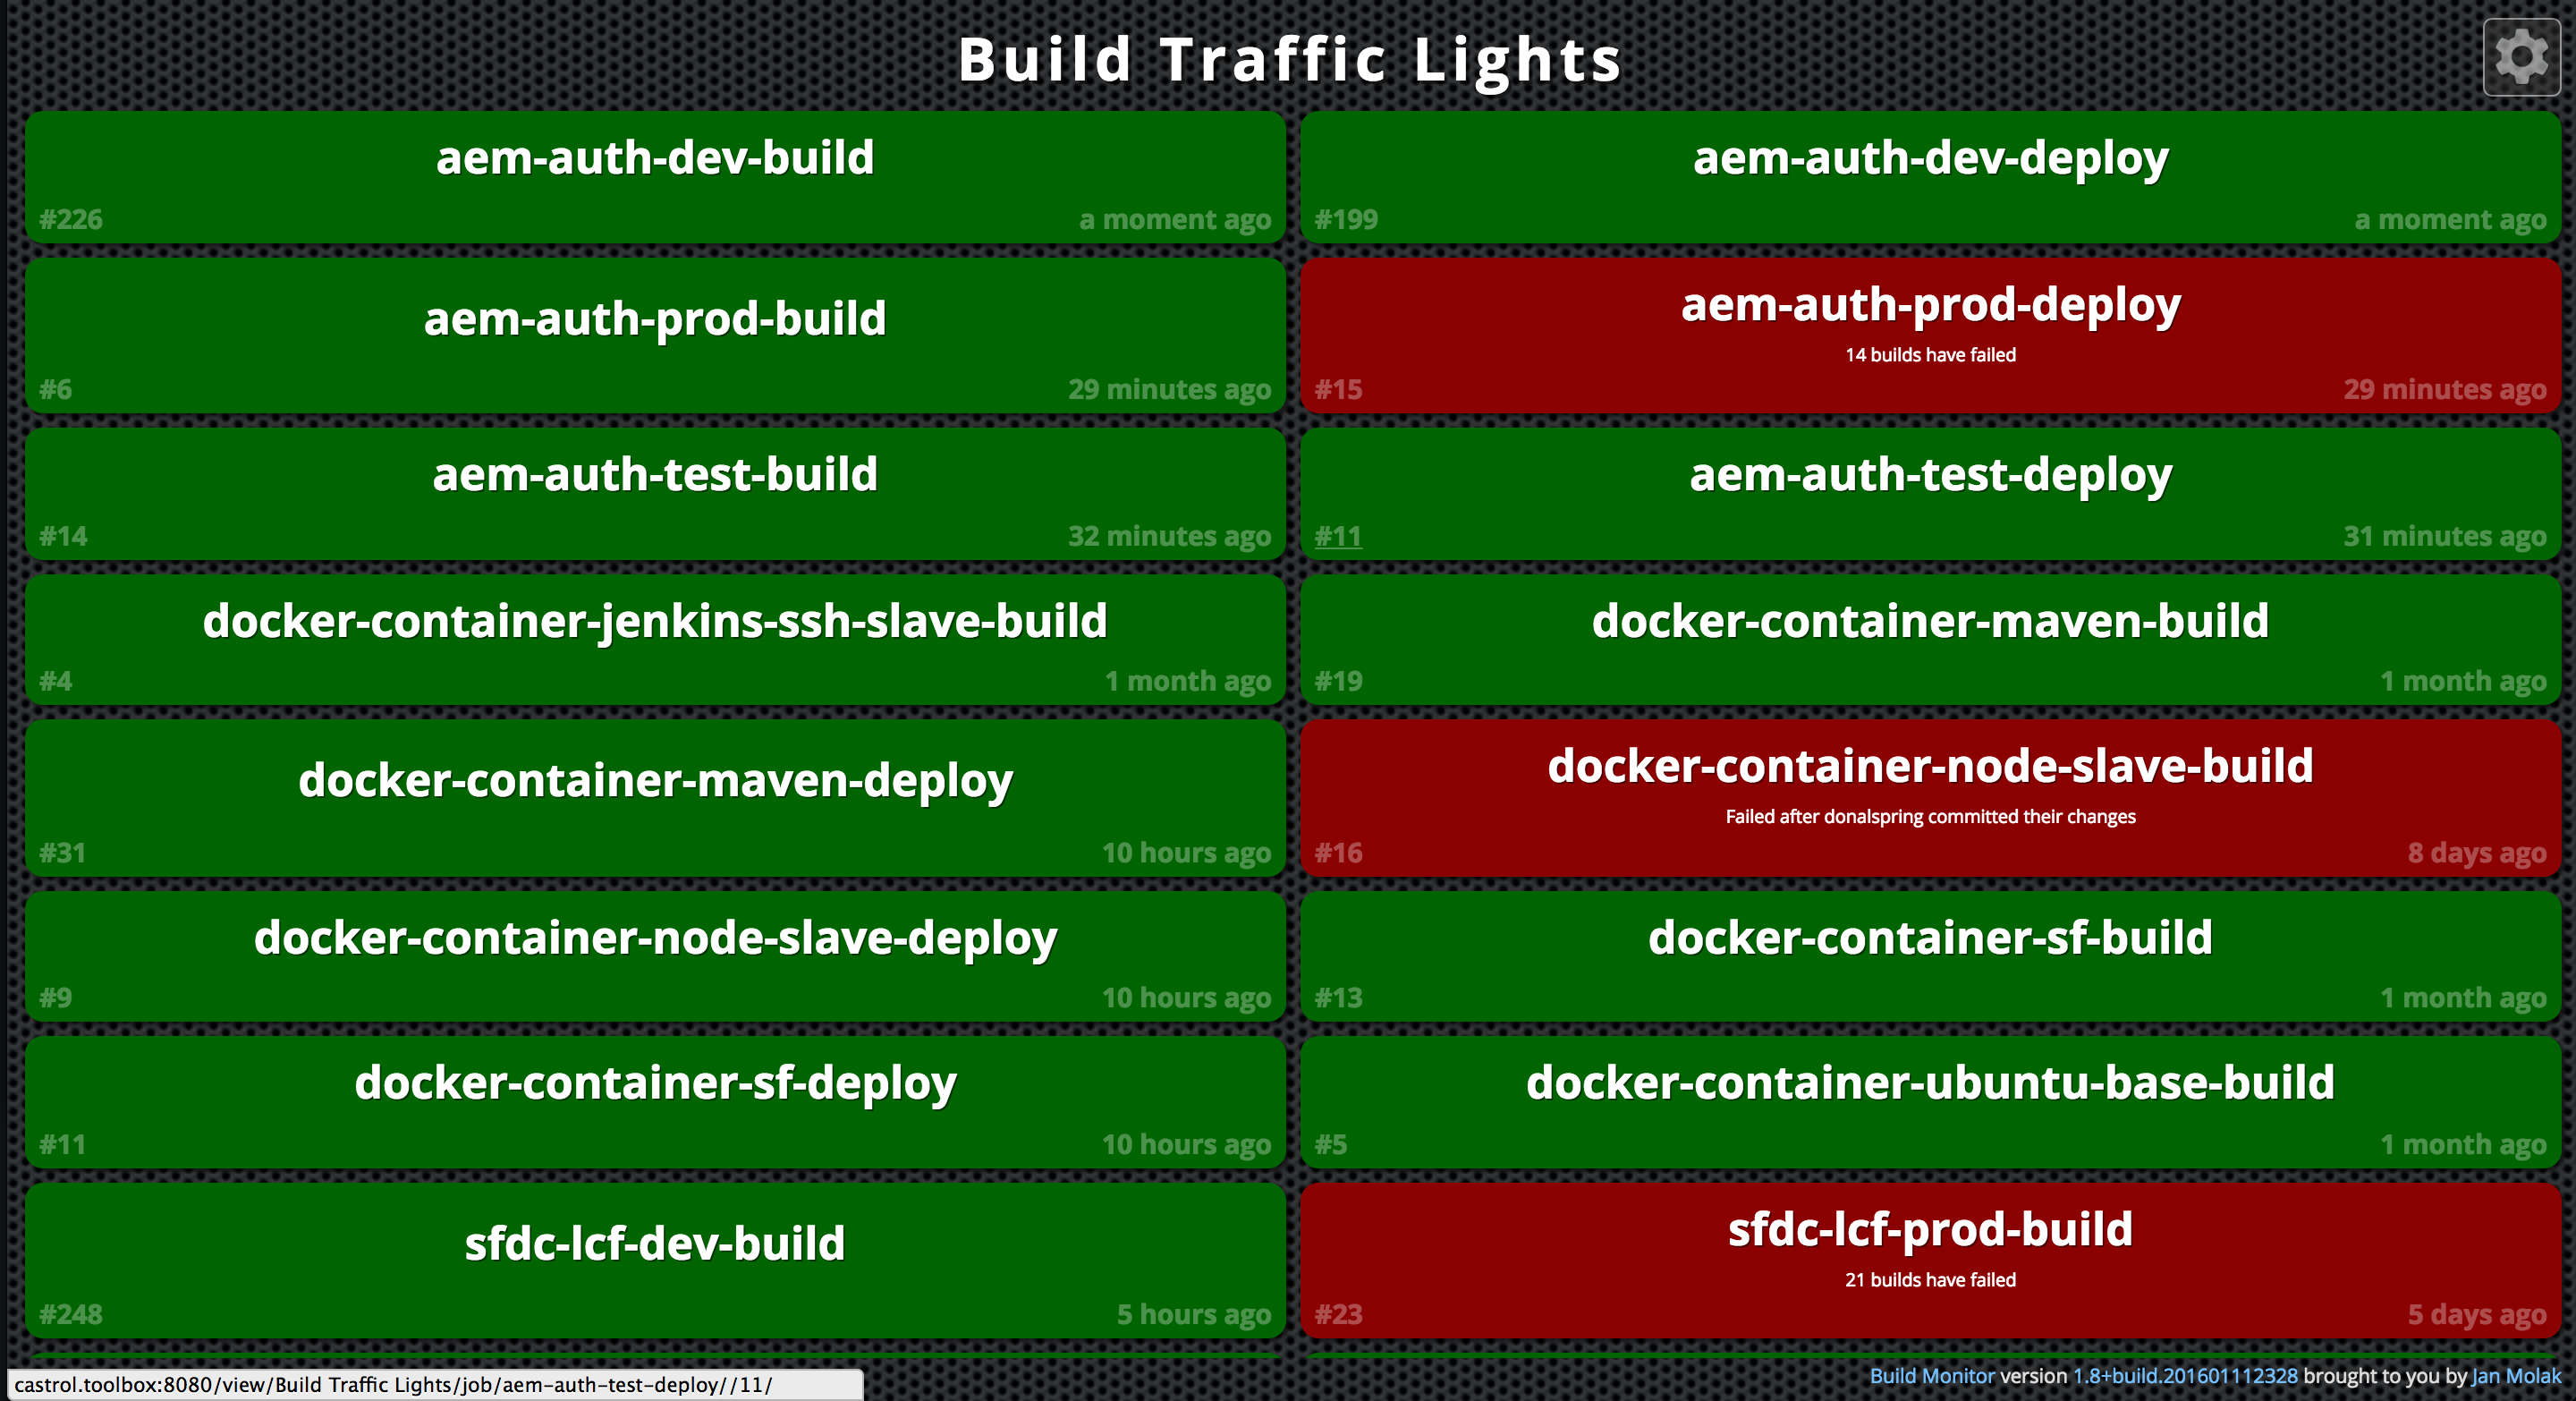 Build Traffic Lights
aem-auth-dev-build
#226 a moment ago
aem-auth-dev-deploy
#199 a moment ago
aem-auth-prod-build
#6 29 minutes ago
aem-auth-prod-deploy
14 builds have failed
#15 29 minutes ago
aem-auth-test-build
#14 32 minutes ago
aem-auth-test-deploy
#11 31 minutes ago
docker-container-jenkins-ssh-slave-build
#4 1 month ago
docker-container-maven-build
#19 1 month ago
docker-container-maven-deploy
#31 10 hours ago
docker-container-node-slave-build
Failed after donalspring committed their changes
#16 8 days ago
docker-container-node-slave-deploy
#9 10 hours ago
docker-container-sf-build
#13 1 month ago
docker-container-sf-deploy
#11 10 hours ago
docker-container-ubuntu-base-build
#5 1 month ago
sfdc-lcf-dev-build
#248 5 hours ago
sfdc-lcf-prod-build
21 builds have failed
#23 5 days ago
castrol.toolbox:8080/view/Build Traffic Lights/job/aem-auth-test-deploy//11/
Build Monitor version 1.8+build.201601112328 brought to you by Jan Molak